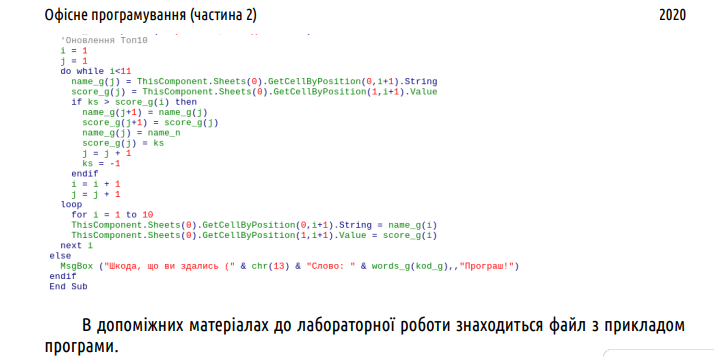 Офісне програмування (частина 2) 2020
'Оновлення Топ10
i = 1
j = 1
do while i<11
name_g(j) = ThisComponent.Sheets(0).GetCellByPosition(0,i+1).String
score_g(j) = ThisComponent.Sheets(0).GetCellByPosition(1,i+1).Value
if ks > score_g(i) then
name_g(j+1) = name_g(j)
score_g(j+1) = score_g(j)
name_g(j) = name_n
score_g(j) = ks
j = j + 1
ks = -1
endif
i = i + 1
j = j + 1
loop
for i = 1 to 10
ThisComponent.Sheets(0).GetCellByPosition(0,i+1).String = name_g(i)
ThisComponent.Sheets(0).GetCellByPosition(1,i+1).Value = score_g(i)
next i
else
MsgBox ("Шкода, що ви здались (" & chr(13) & "Слово: " & words_g(kod_g),,"Програш!")
endif
End Sub
В допоміжних матеріалах до лабораторної роботи знаходиться файл з прикладом
програми.